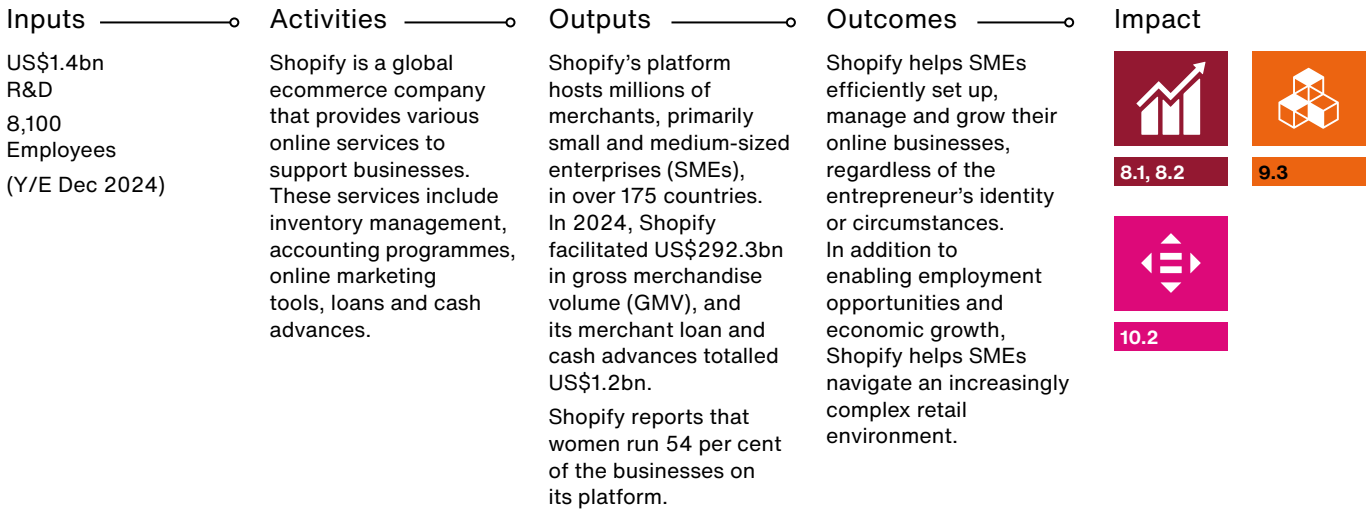 Inputs
US$1.4bn
R&D
8,100
Employees
(Y/E Dec 2024)
Activities
Shopify is a global
ecommerce company
that provides various
online services to
support businesses.
These services include
inventory management,
accounting programmes,
online marketing
tools, loans and cash
advances.
Outputs
Shopify’s platform
hosts millions of
merchants, primarily
small and medium-sized
enterprises (SMEs),
in over 175 countries.
In 2024, Shopify
facilitated US$292.3bn
in gross merchandise
volume (GMV), and
its merchant loan and
cash advances totalled
US$1.2bn.
Shopify reports that
women run 54 per cent
of the businesses on
its platform.
Outcomes
Shopify helps SMEs
efficiently set up,
manage and grow their
online businesses,
regardless of the
entrepreneur’s identity
or circumstances.
In addition to
enabling employment
opportunities and
economic growth,
Shopify helps SMEs
navigate an increasingly
complex retail
environment.
Impact
8.1, 8.2
9.3
10.2